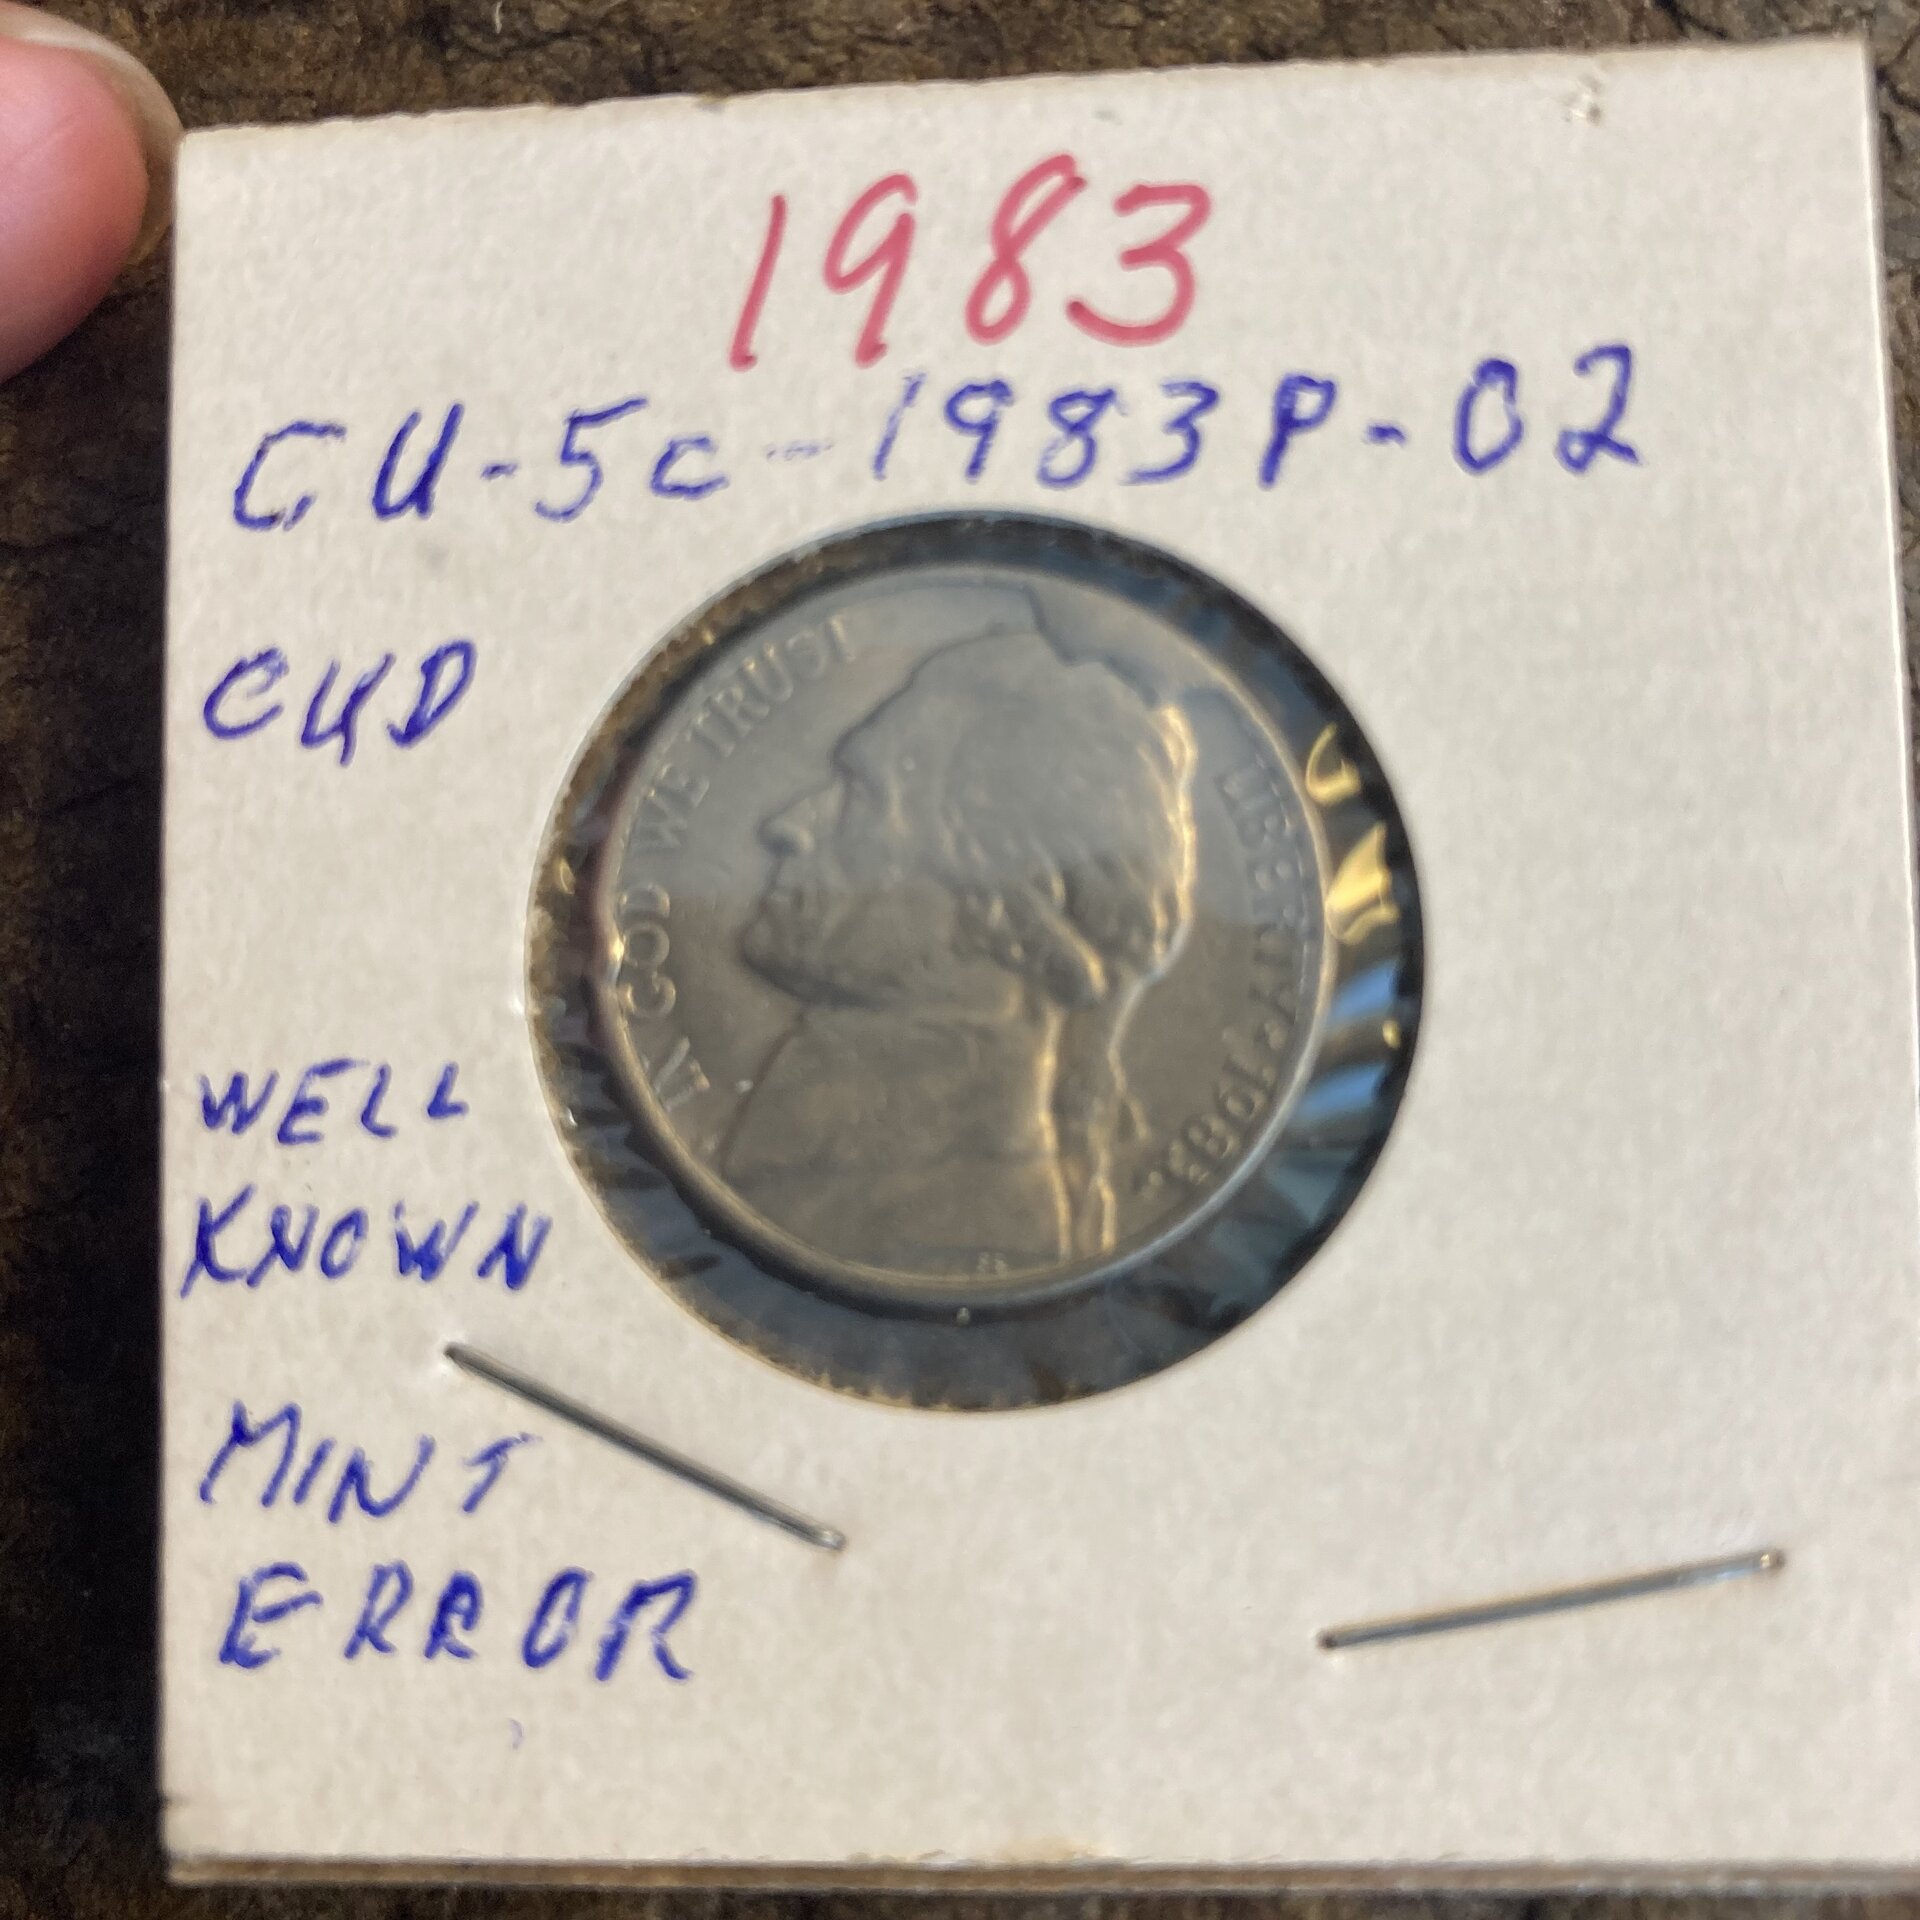 1983
CU-5c-1983P-02
CUD
WELL
KNOWN
MINT
ERROR
IN GOD WE TRUST
LIBERTY
1983